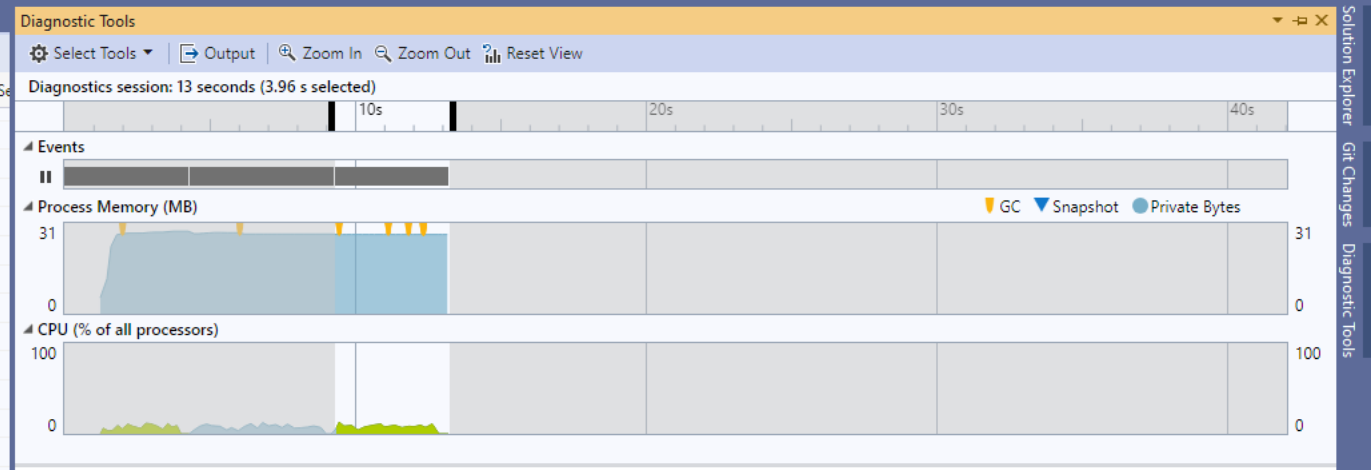 Diagnostic Tools
Select Tools Output Zoom In Zoom Out Reset View
Diagnostics session: 13 seconds (3.96 s selected)
10s 20s 30s 40s
Events
Process Memory (MB) GC Snapshot Private Bytes
31 31
0 0
CPU (% of all processors)
100 100
0 0
Solution Explorer
Git Changes
Diagnostic Tools